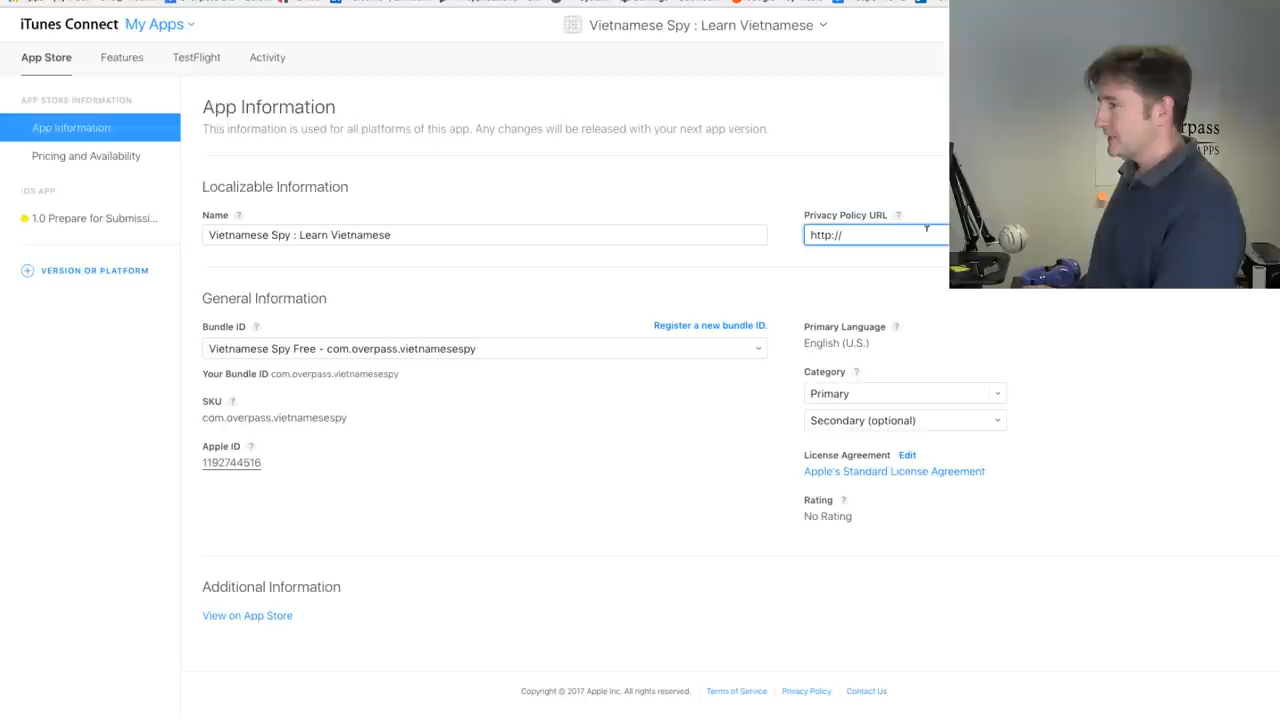 iTunes Connect My Apps
Vietnamese Spy : Learn Vietnamese
App Store Features TestFlight Activity
APP STORE INFORMATION
App Information
Pricing and Availability
iOS APP
1.0 Prepare for Submissi...
VERSION OR PLATFORM
App Information
This information is used for all platforms of this app. Any changes will be released with your next app version.
Localizable Information
Name ?
Vietnamese Spy : Learn Vietnamese
Privacy Policy URL ?
http://
General Information
Bundle ID ?
Register a new bundle ID.
Vietnamese Spy Free - com.overpass.vietnamesespy
Your Bundle ID com.overpass.vietnamesespy
SKU ?
com.overpass.vietnamesespy
Apple ID ?
1192744516
Primary Language ?
English (U.S.)
Category ?
Primary
Secondary (optional)
License Agreement Edit
Apple's Standard License Agreement
Rating ?
No Rating
Additional Information
View on App Store
Copyright © 2017 Apple Inc. All rights reserved. Terms of Service Privacy Policy Contact Us
rpass
APPS